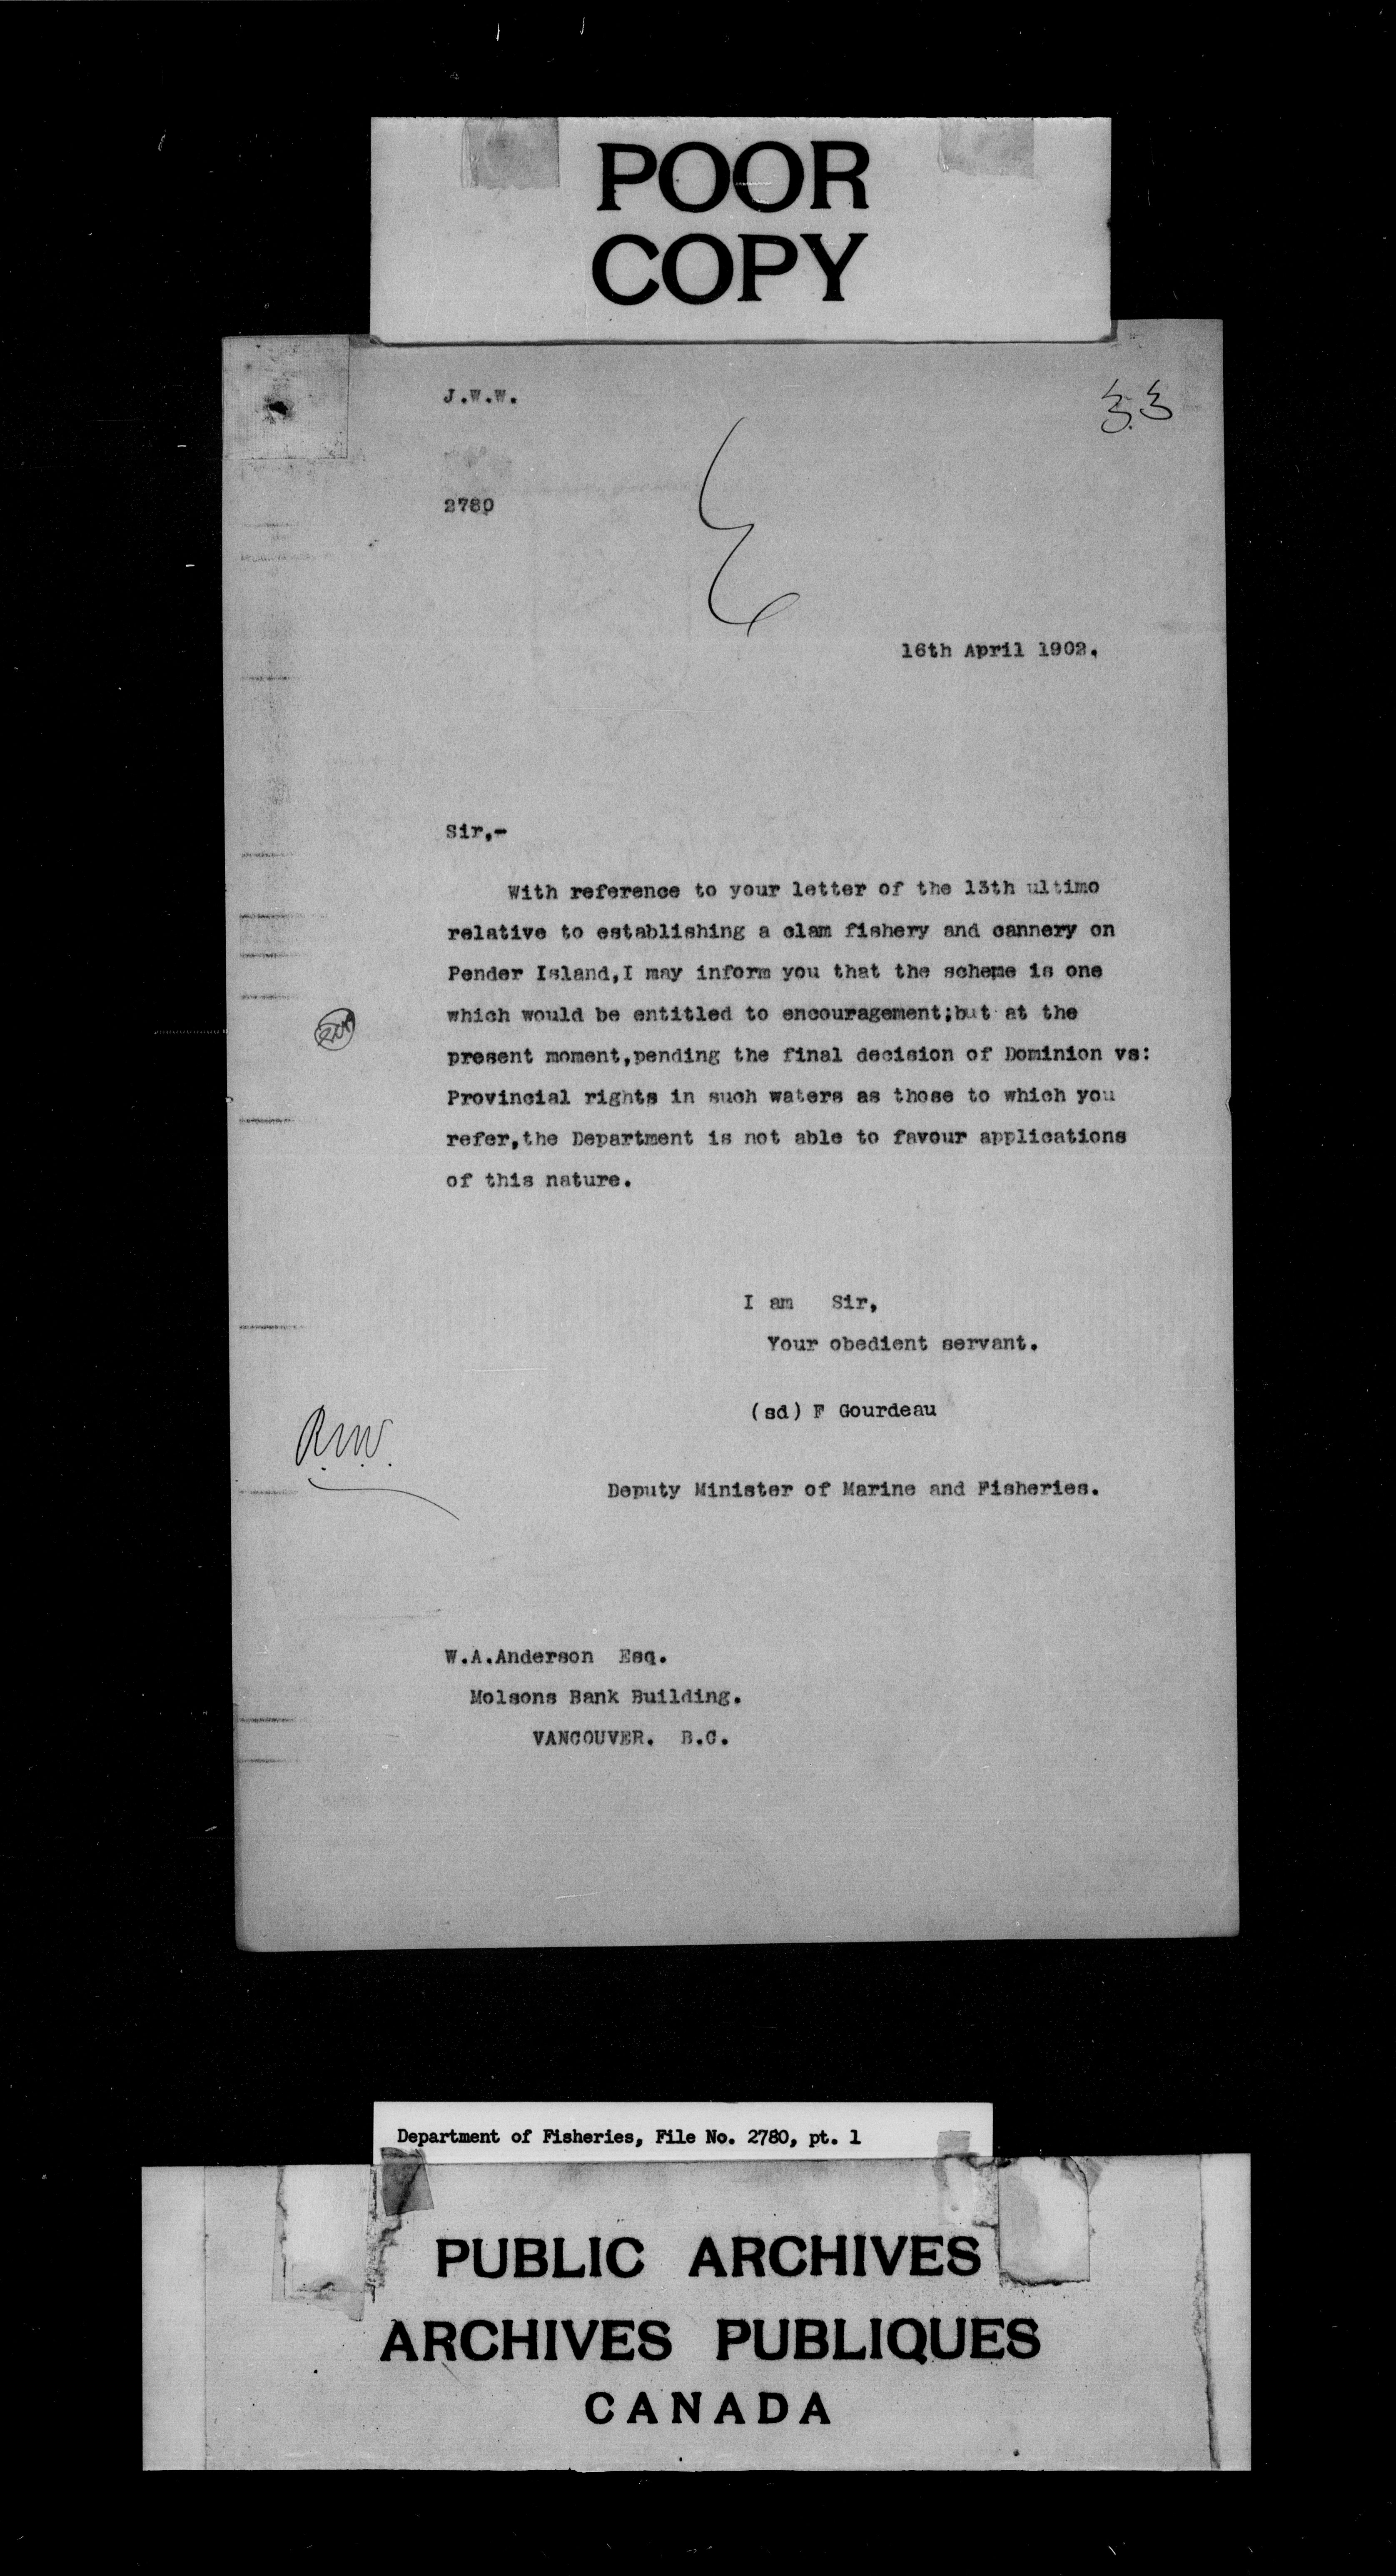 POOR
COPY
J.W.W.
33
2780
E
16th April 1902.
Sir,-
With reference to your letter of the 13th ultimo
relative to establishing a clam fishery and cannery on
Pender Island,I may inform you that the scheme is one
which would be entitled to encouragement;but at the
present moment,pending the final decision of Dominion vs:
Provincial rights in such waters as those to which you
refer,the Department is not able to favour applications
of this nature.
I am Sir,
Your obedient servant.
(sd) F Gourdeau
R.W.
Deputy Minister of Marine and Fisheries.
W.A.Anderson Esq.
Molsons Bank Building.
VANCOUVER. B.C.
Department of Fisheries, File No. 2780, pt. 1
PUBLIC ARCHIVES
ARCHIVES PUBLIQUES
CANADA